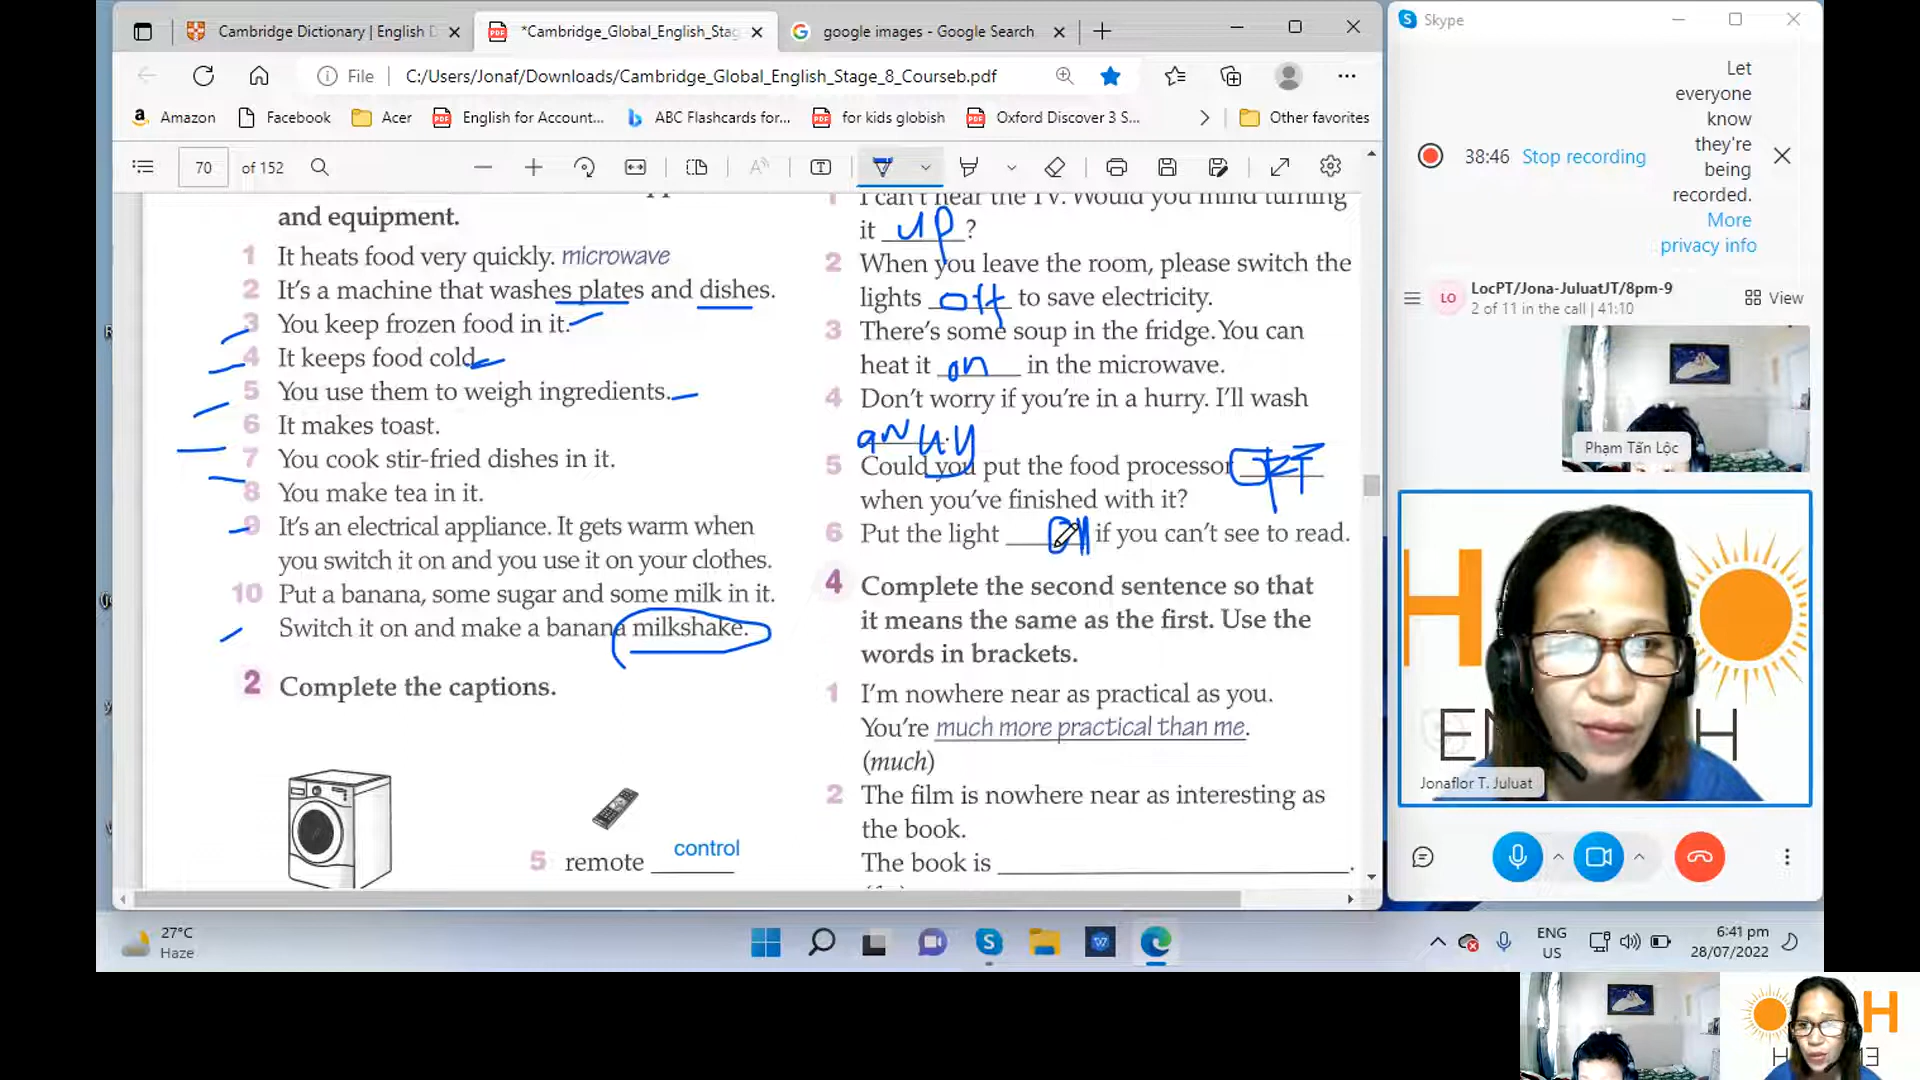 Cambridge Dictionary | English D
*Cambridge_Global_English_Stag
google images - Google Search
File
C:/Users/Jonaf/Downloads/Cambridge_Global_English_Stage_8_Courseb.pdf
Amazon
Facebook
Acer
English for Account...
ABC Flashcards for...
for kids globish
Oxford Discover 3 S...
Other favorites
70 of 152
and equipment.
1 It heats food very quickly. microwave
2 It's a machine that washes plates and dishes.
3 You keep frozen food in it.
4 It keeps food cold
5 You use them to weigh ingredients.
6 It makes toast.
7 You cook stir-fried dishes in it.
8 You make tea in it.
9 It's an electrical appliance. It gets warm when
you switch it on and you use it on your clothes.
10 Put a banana, some sugar and some milk in it.
Switch it on and make a banana milkshake.
2 Complete the captions.
5 remote control
1 I can't hear the TV. Would you mind turning
it up ?
2 When you leave the room, please switch the
lights off to save electricity.
3 There's some soup in the fridge. You can
heat it on in the microwave.
4 Don't worry if you're in a hurry. I'll wash
5 Could you put the food processor
when you've finished with it?
6 Put the light if you can't see to read.
4 Complete the second sentence so that
it means the same as the first. Use the
words in brackets.
1 I'm nowhere near as practical as you.
You're much more practical than me.
(much)
2 The film is nowhere near as interesting as
the book.
The book is .
Skype
Let
everyone
know
they're
being
recorded.
More
privacy info
38:46 Stop recording
LO
LocPT/Jona-JuluatJT/8pm-9
2 of 11 in the call | 41:10
View
Phạm Tấn Lộc
Jonaflor T. Juluat
27°C
Haze
ENG
US
6:41 pm
28/07/2022